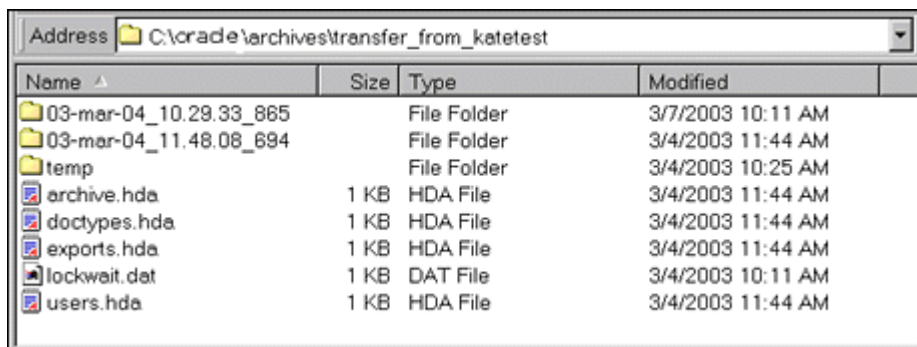 Address C:\oracle\archives\transfer_from_katetest
Name Size Type Modified
03-mar-04_10.29.33_865 File Folder 3/7/2003 10:11 AM
03-mar-04_11.48.08_694 File Folder 3/4/2003 11:44 AM
temp File Folder 3/4/2003 10:25 AM
archive.hda 1 KB HDA File 3/4/2003 11:44 AM
doctypes.hda 1 KB HDA File 3/4/2003 11:44 AM
exports.hda 1 KB HDA File 3/4/2003 11:44 AM
lockwait.dat 1 KB DAT File 3/4/2003 10:11 AM
users.hda 1 KB HDA File 3/4/2003 11:44 AM